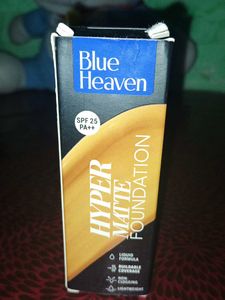 Blue
Heaven
SPF 25
PA++
HYPER
MATTE
FOUNDATION
LIQUID
FORMULA
BUILDABLE
COVERAGE
NON
CLOGGING
LIGHTWEIGHT